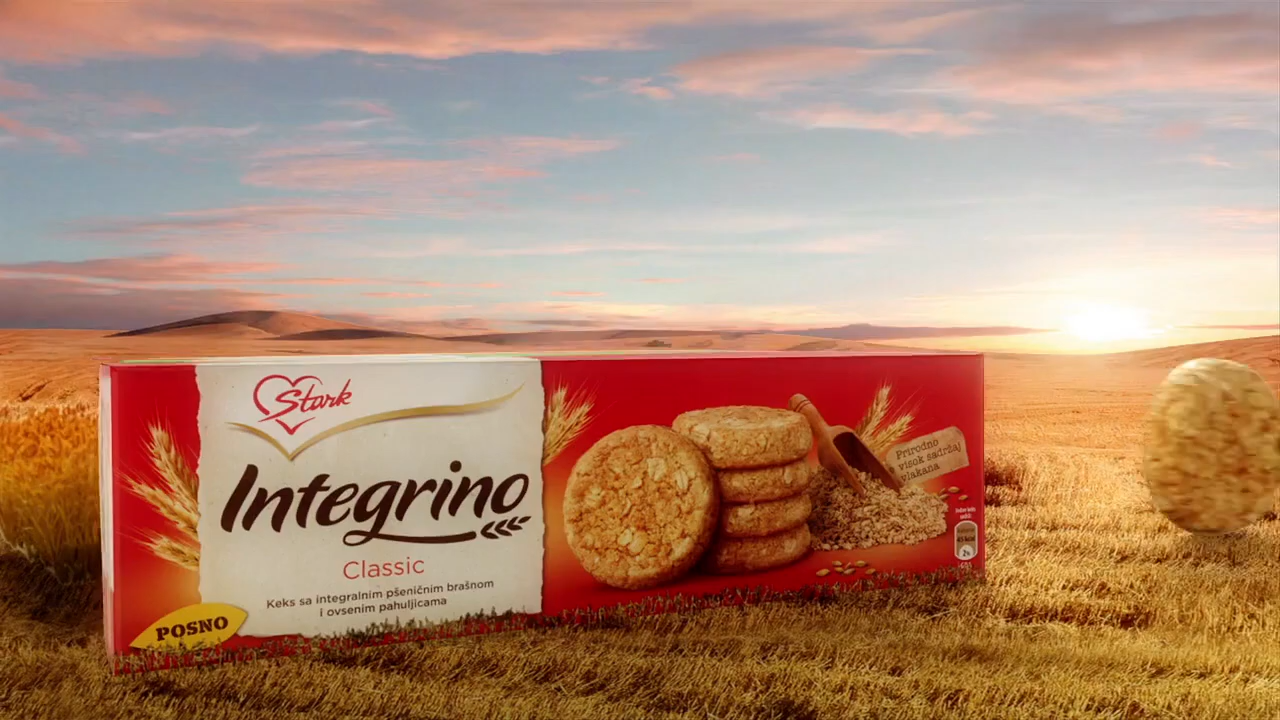 Stark
Integrino
Classic
Keks sa integralnim pšeničnim brašnom
i ovsenim pahuljicama
POSNO
Prirodno
visok sadržaj
vlakana